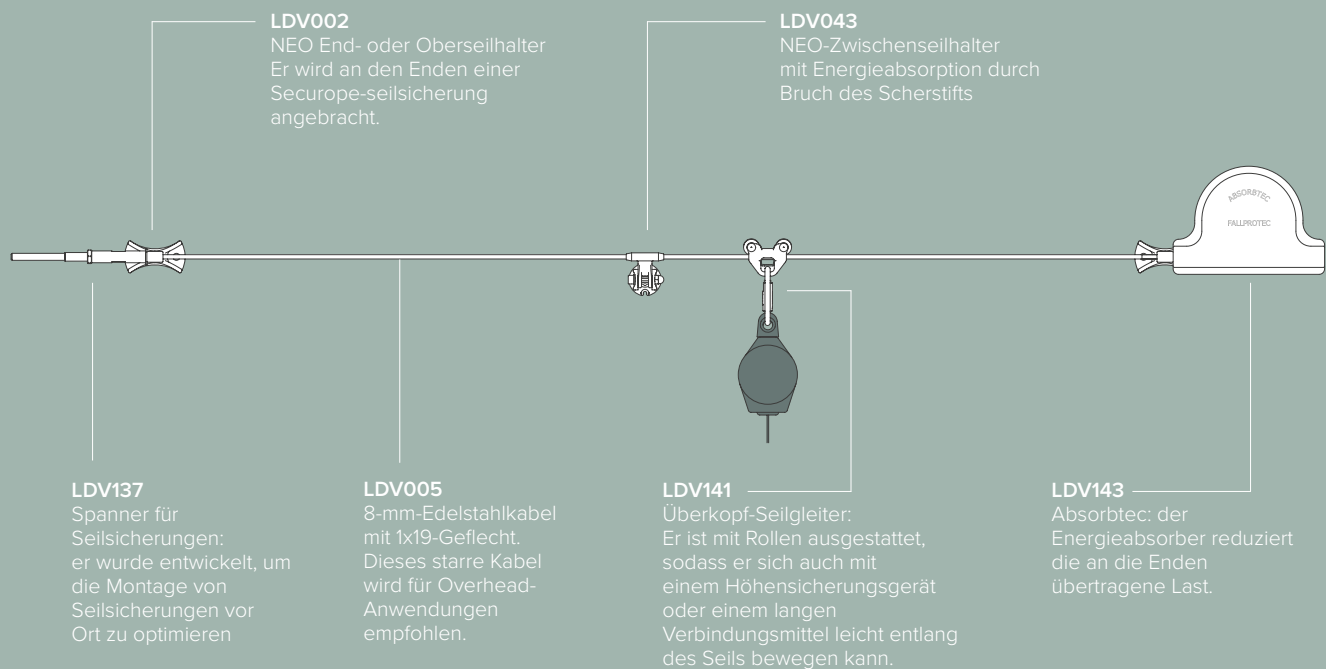 LDV002
NEO End- oder Oberseilhalter
Er wird an den Enden einer
Securope-seilsicherung
angebracht.
LDV043
NEO-Zwischenseilhalter
mit Energieabsorption durch
Bruch des Scherstifts
ABSORBTEC
FALLPROTEC
LDV137
Spanner für
Seilsicherungen:
er wurde entwickelt, um
die Montage von
Seilsicherungen vor
Ort zu optimieren
LDV005
8-mm-Edelstahlkabel
mit 1x19-Geflecht.
Dieses starre Kabel
wird für Overhead-
Anwendungen
empfohlen.
LDV141
Überkopf-Seilgleiter:
Er ist mit Rollen ausgestattet,
sodass er sich auch mit
einem Höhensicherungsgerät
oder einem langen
Verbindungsmittel leicht entlang
des Seils bewegen kann.
LDV143
Absorbtec: der
Energieabsorber reduziert
die an die Enden
übertragene Last.